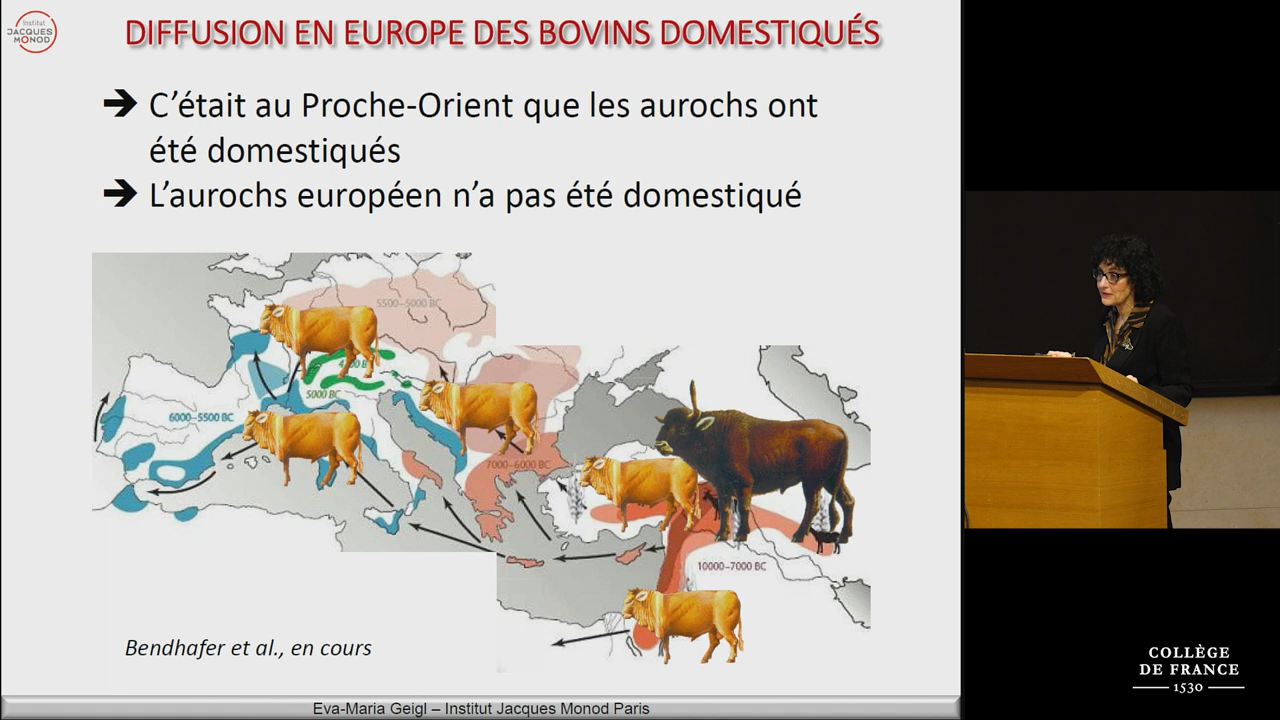 Institut
JACQUES
MONOD
DIFFUSION EN EUROPE DES BOVINS DOMESTIQUÉS
➔ C'était au Proche-Orient que les aurochs ont
été domestiqués
➔ L'aurochs européen n'a pas été domestiqué
5500–5000 BC
5000 BC
6000–5500 BC
7000–6000 BC
10000–7000 BC
Bendhafer et al., en cours
Eva-Maria Geigl – Institut Jacques Monod Paris
COLLÈGE
DE FRANCE
1530